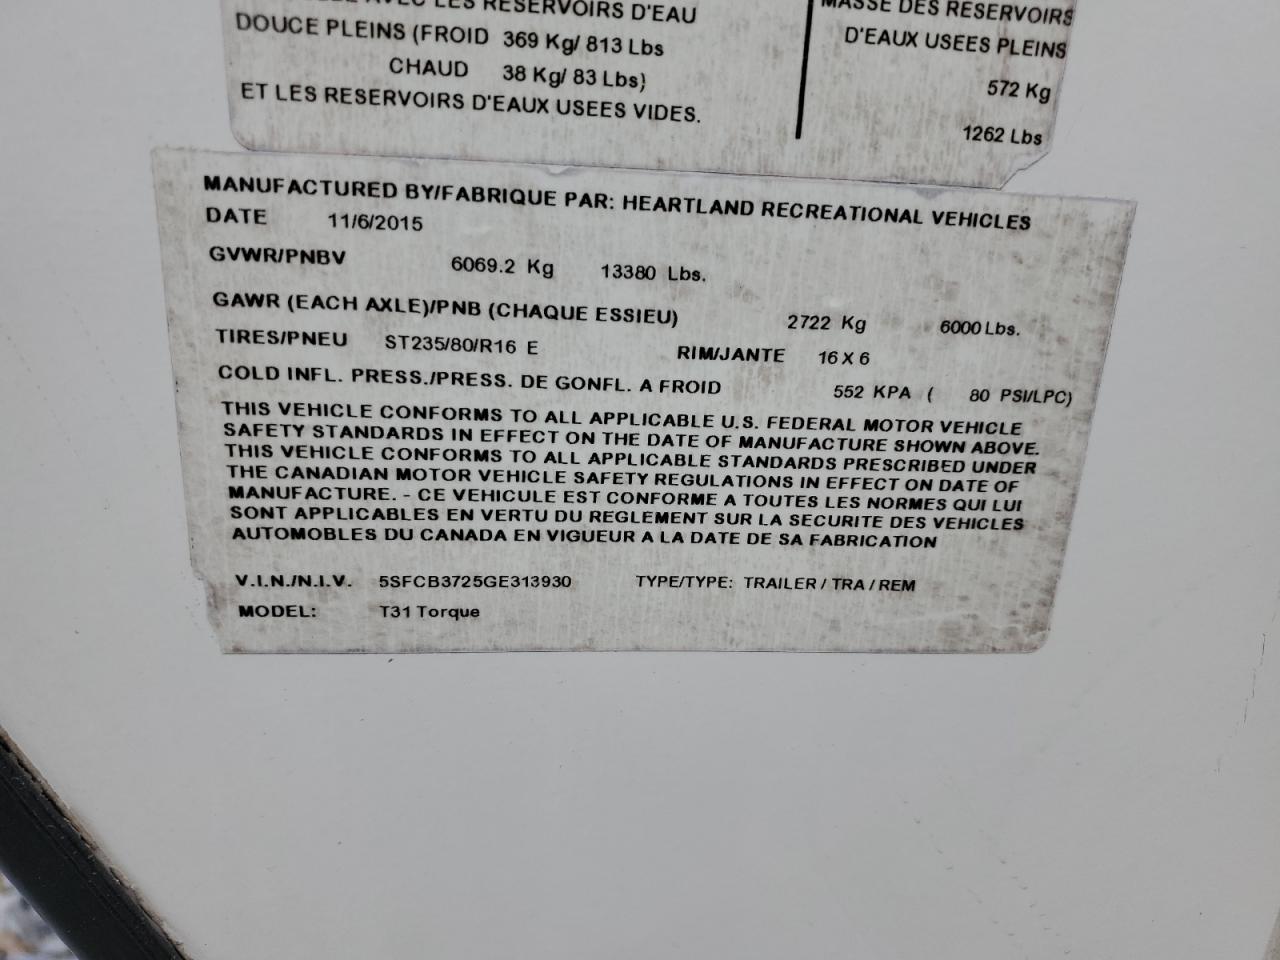 AVEC LES RESERVOIRS D'EAU
DOUCE PLEINS (FROID 369 Kg/ 813 Lbs
CHAUD 38 Kg/ 83 Lbs)
ET LES RESERVOIRS D'EAUX USEES VIDES.
MASSE DES RESERVOIRS
D'EAUX USEES PLEINS
572 Kg
1262 Lbs
MANUFACTURED BY/FABRIQUE PAR: HEARTLAND RECREATIONAL VEHICLES
DATE 11/6/2015
GVWR/PNBV 6069.2 Kg 13380 Lbs.
GAWR (EACH AXLE)/PNB (CHAQUE ESSIEU) 2722 Kg 6000 Lbs.
TIRES/PNEU ST235/80/R16 E RIM/JANTE 16 X 6
COLD INFL. PRESS./PRESS. DE GONFL. A FROID 552 KPA ( 80 PSI/LPC)
THIS VEHICLE CONFORMS TO ALL APPLICABLE U.S. FEDERAL MOTOR VEHICLE
SAFETY STANDARDS IN EFFECT ON THE DATE OF MANUFACTURE SHOWN ABOVE.
THIS VEHICLE CONFORMS TO ALL APPLICABLE STANDARDS PRESCRIBED UNDER
THE CANADIAN MOTOR VEHICLE SAFETY REGULATIONS IN EFFECT ON DATE OF
MANUFACTURE. - CE VEHICULE EST CONFORME A TOUTES LES NORMES QUI LUI
SONT APPLICABLES EN VERTU DU REGLEMENT SUR LA SECURITE DES VEHICLES
AUTOMOBLES DU CANADA EN VIGUEUR A LA DATE DE SA FABRICATION
V.I.N./N.I.V. 5SFCB3725GE313930 TYPE/TYPE: TRAILER / TRA / REM
MODEL: T31 Torque